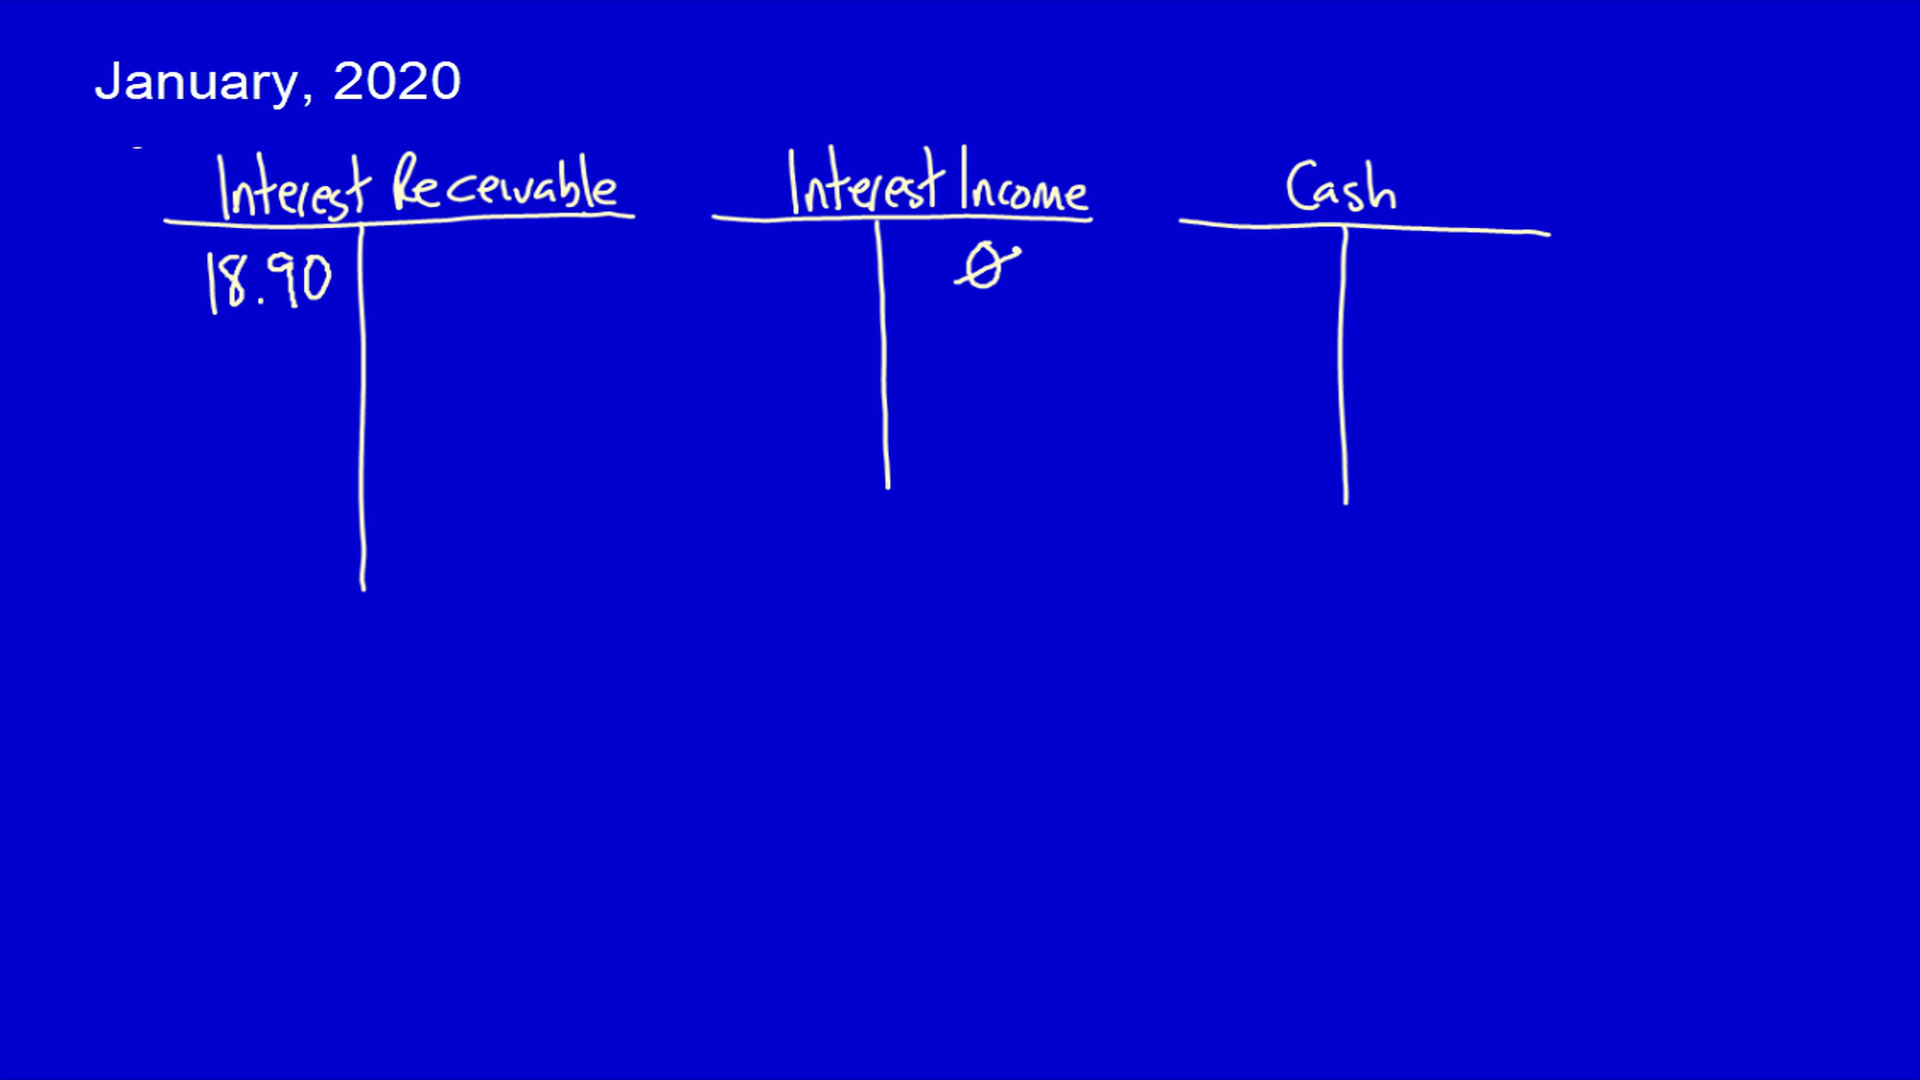 January, 2020
Interest Receivable
Interest Income
Cash
18.90
0